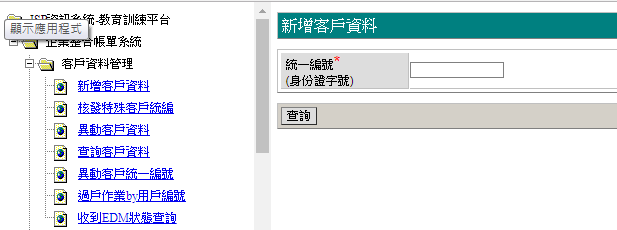 ISP資訊系統-教育訓練平台
顯示應用程式
企業整合帳單系統
客戶資料管理
新增客戶資料
核發特殊客戶統編
異動客戶資料
查詢客戶資料
異動客戶統一編號
過戶作業by用戶編號
收到EDM狀態查詢
新增客戶資料
統一編號*
(身份證字號)
查詢